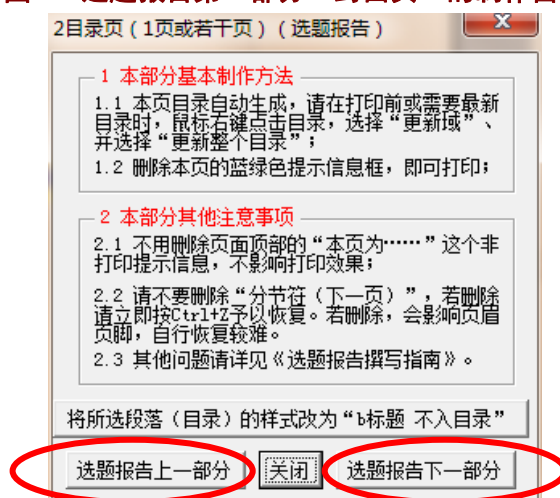 2目录页（1页或若干页）（选题报告）
1 本部分基本制作方法
1.1 本页目录自动生成，请在打印前或需要最新
目录时，鼠标右键点击目录，选择“更新域”、
并选择“更新整个目录”；
1.2 删除本页的蓝绿色提示信息框，即可打印；
2 本部分其他注意事项
2.1 不用删除页面顶部的“本页为……”这个非
打印提示信息，不影响打印效果；
2.2 请不要删除“分节符（下一页）”，若删除
请立即按Ctrl+Z予以恢复。若删除，会影响页眉
页脚，自行恢复较难。
2.3 其他问题请详见《选题报告撰写指南》。
将所选段落（目录）的样式改为“b标题 不入目录”
选题报告上一部分 关闭 选题报告下一部分